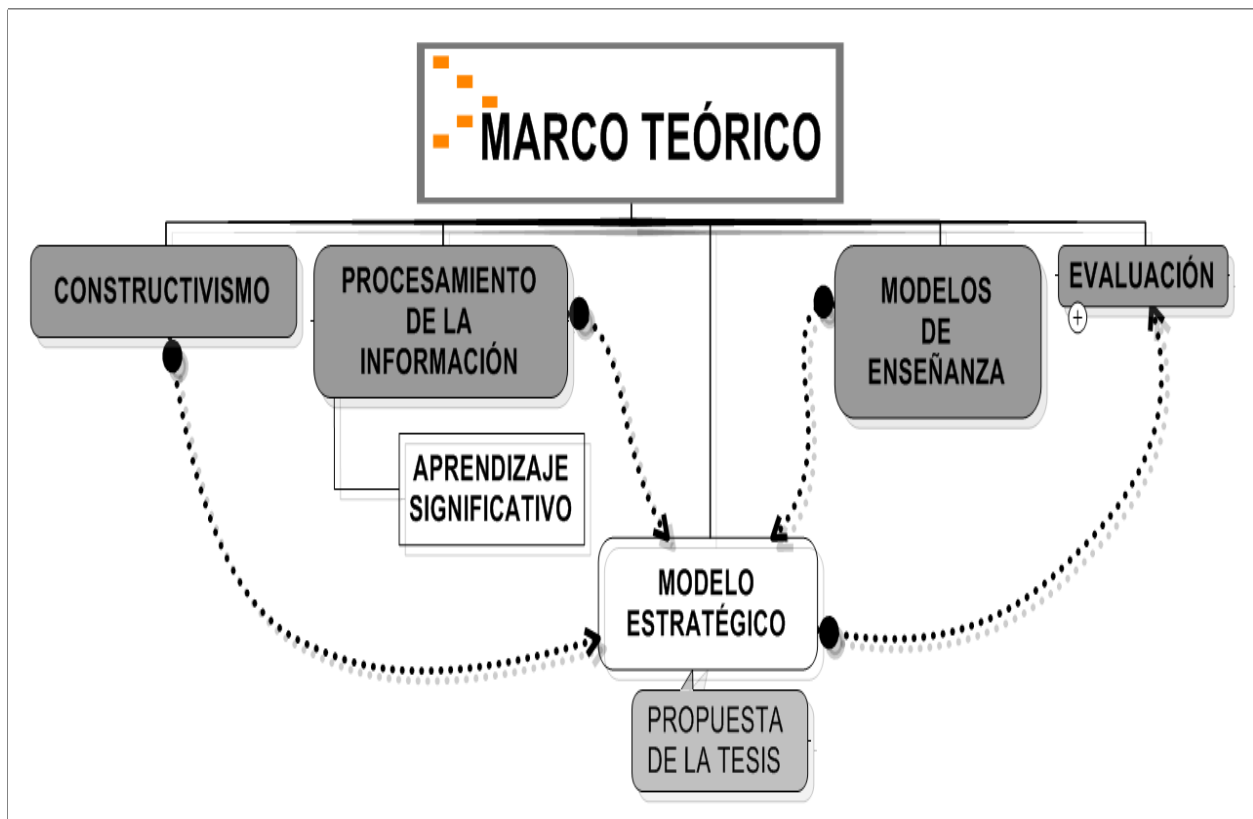 MARCO TEÓRICO
CONSTRUCTIVISMO
PROCESAMIENTO
DE LA
INFORMACIÓN
MODELOS
DE
ENSEÑANZA
EVALUACIÓN
APRENDIZAJE
SIGNIFICATIVO
MODELO
ESTRATÉGICO
PROPUESTA
DE LA TESIS